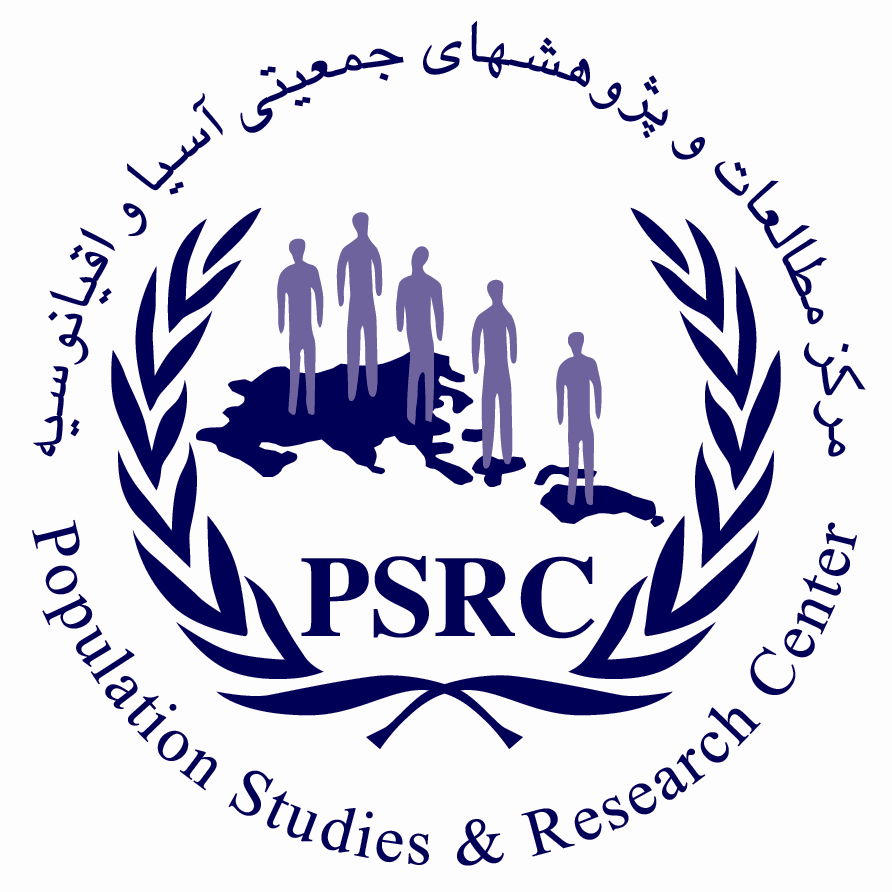 مرکز مطالعات و پژوهشهای جمعیتی آسیا و اقیانوسیه
PSRC
Population Studies & Research Center